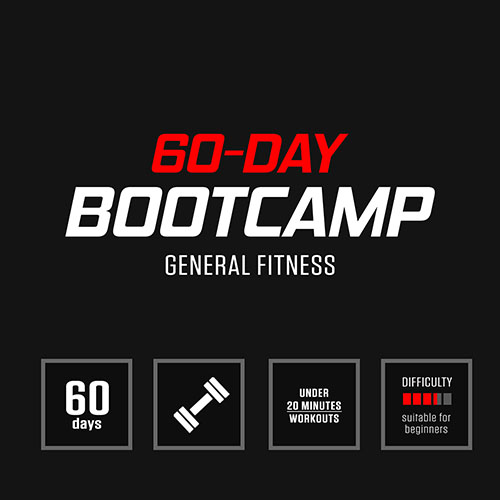 60-DAY
BOOTCAMP
GENERAL FITNESS
60
days
UNDER
20 MINUTES
WORKOUTS
DIFFICULTY
suitable for
beginners